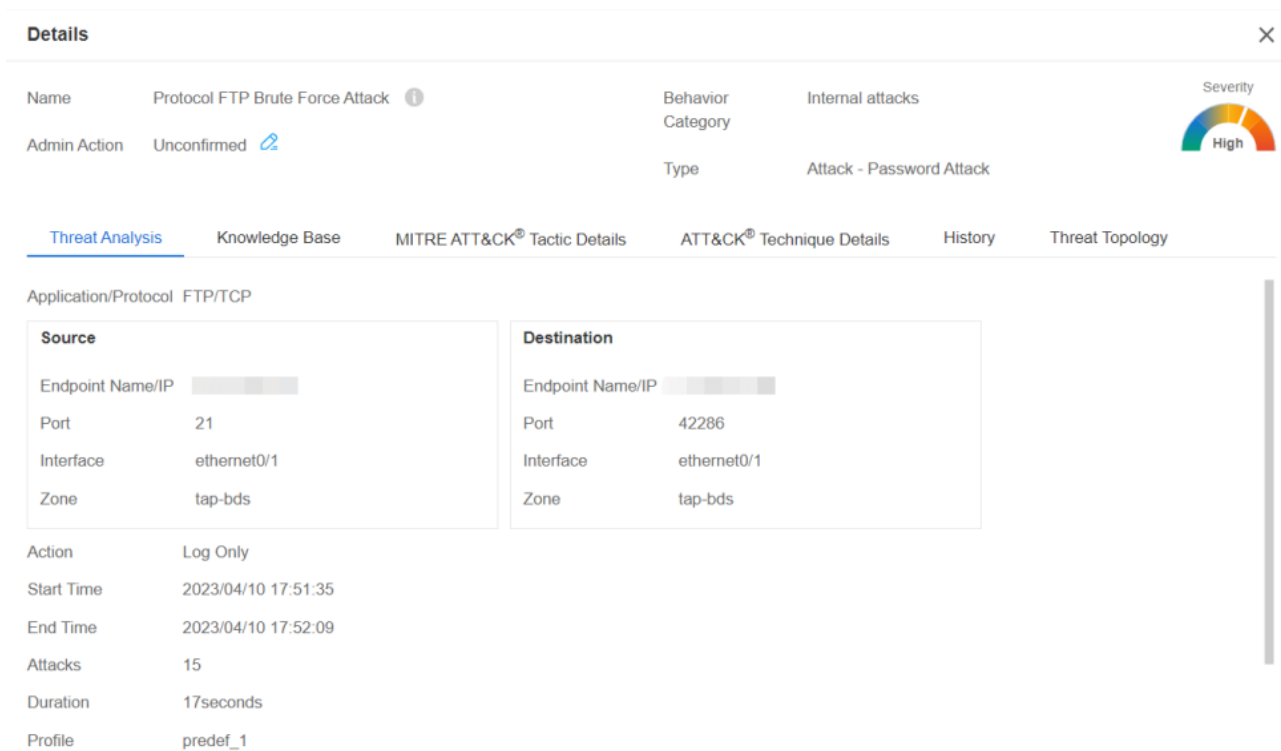 Details
Name Protocol FTP Brute Force Attack
Behavior Category Internal attacks
Severity
High
Admin Action Unconfirmed
Type Attack - Password Attack
Threat Analysis Knowledge Base MITRE ATT&CK® Tactic Details ATT&CK® Technique Details History Threat Topology
Application/Protocol FTP/TCP
Source
Endpoint Name/IP
Port 21
Interface ethernet0/1
Zone tap-bds
Destination
Endpoint Name/IP
Port 42286
Interface ethernet0/1
Zone tap-bds
Action Log Only
Start Time 2023/04/10 17:51:35
End Time 2023/04/10 17:52:09
Attacks 15
Duration 17seconds
Profile predef_1